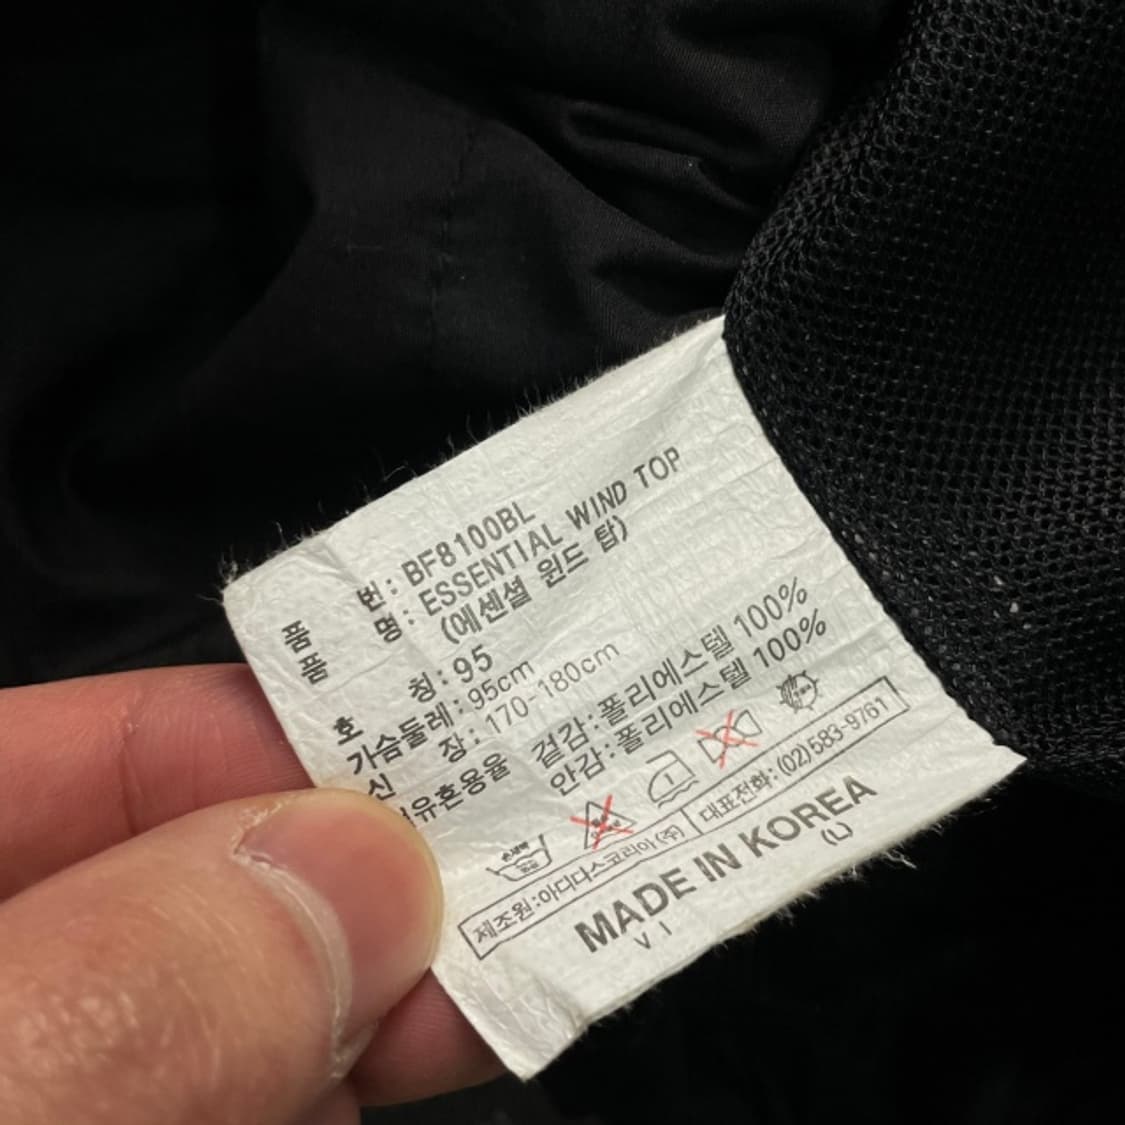 품 번: BF8100BL
품 명: ESSENTIAL WIND TOP
(에센셜 윈드 탑)
호 칭: 95
가슴둘레: 95cm
신 장: 170-180cm
섬유혼용율 겉감:폴리에스텔 100%
안감:폴리에스텔 100%
손세탁
제조원:아디다스코리아(주) 대표전화:(02)583-9761
MADE IN KOREA
V I (L)